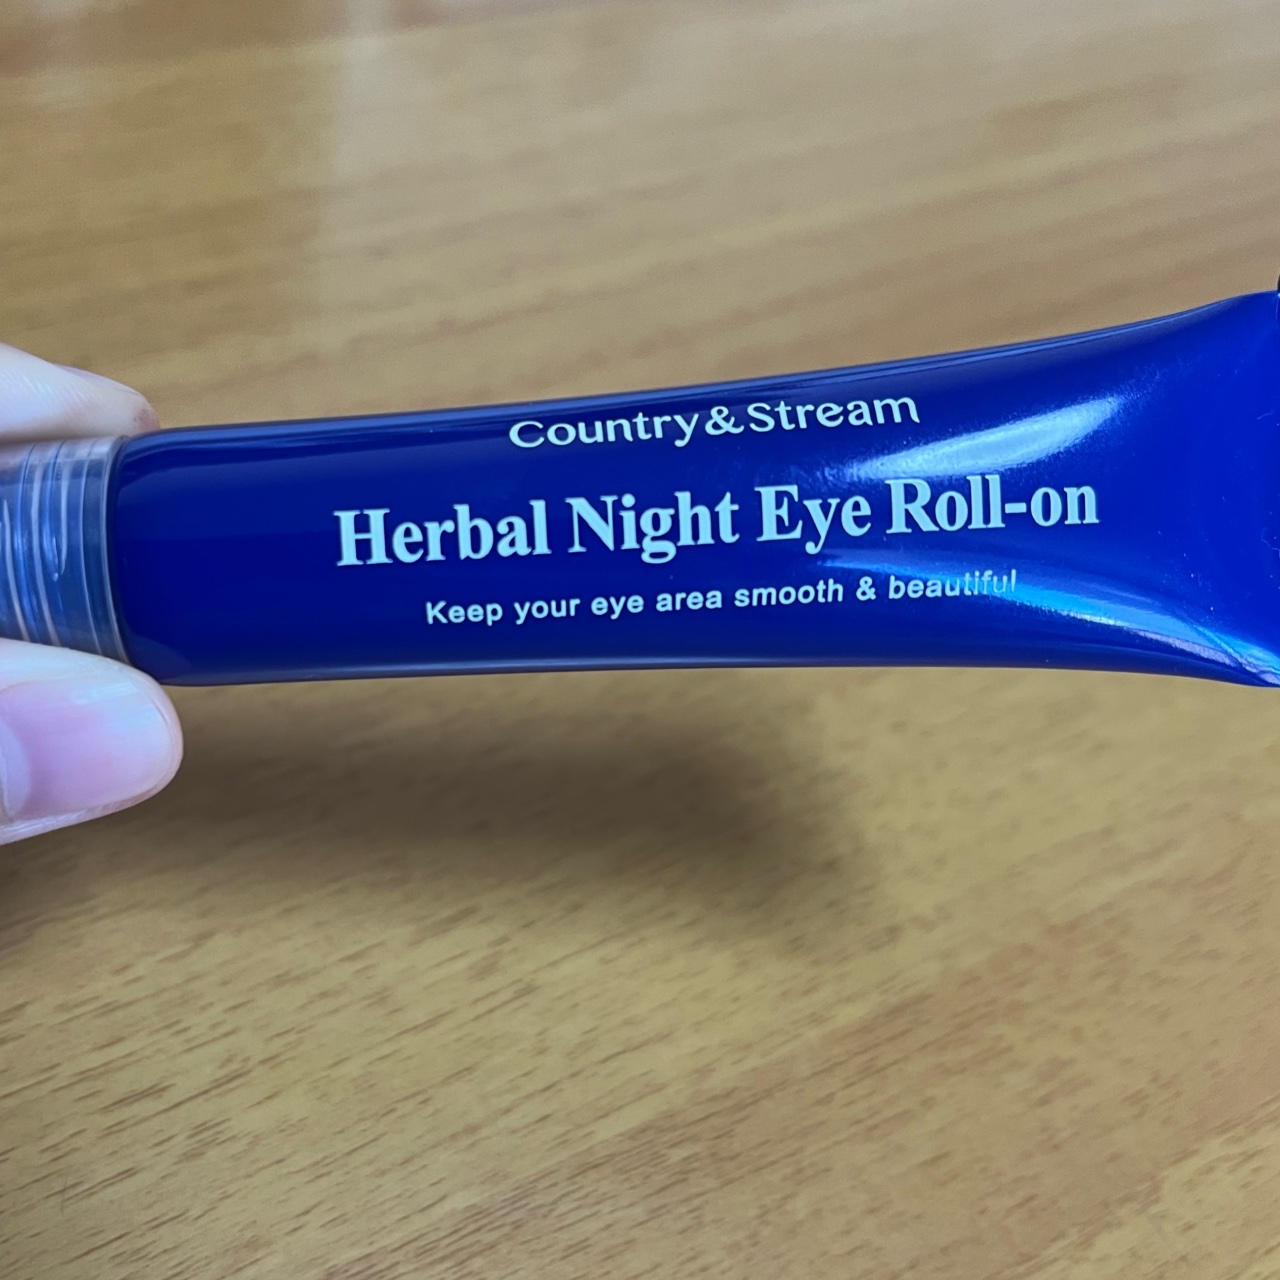 Country&Stream
Herbal Night Eye Roll-on
Keep your eye area smooth & beautiful